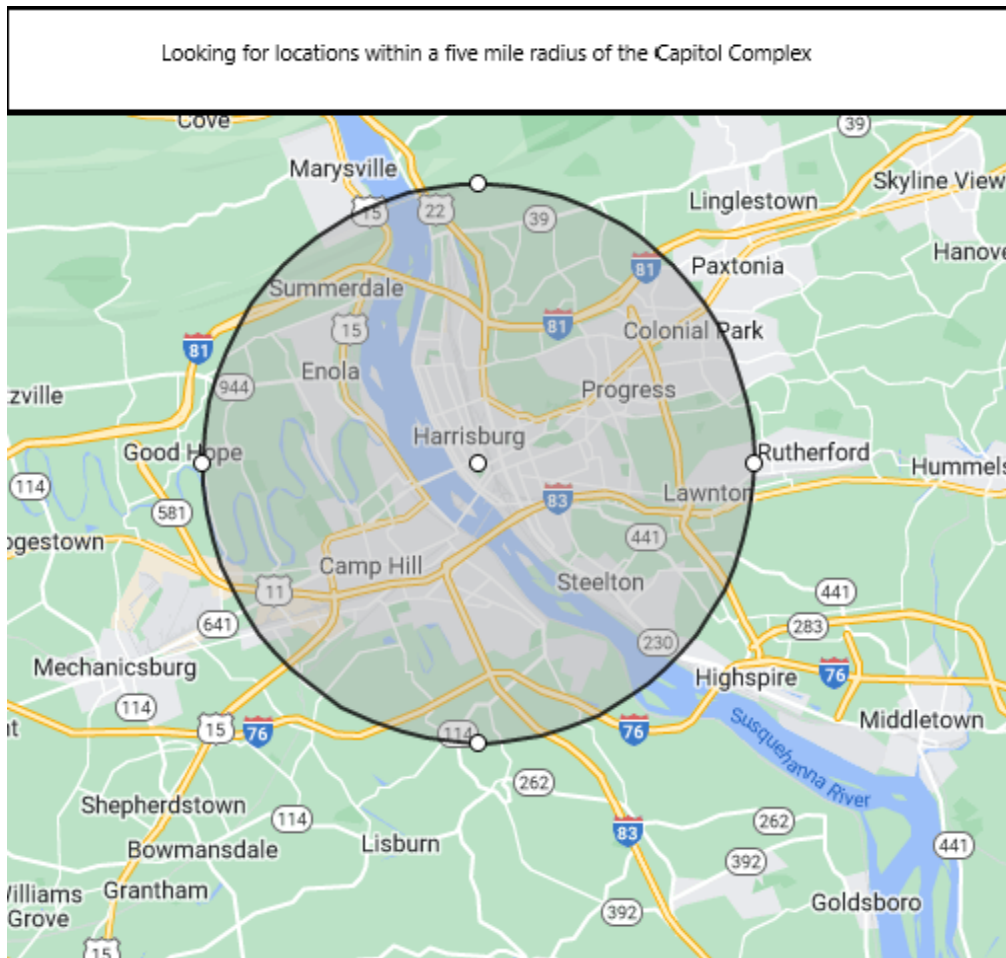 Looking for locations within a five mile radius of the Capitol Complex
Cove
39
Marysville
Skyline View
15
22
39
Linglestown
Hanove
81
Paxtonia
Summerdale
15
81
81
Colonial Park
Enola
944
Progress
zville
Harrisburg
Good Hope
Rutherford
Hummels
114
83
Lawnton
581
441
ogestown
Camp Hill
Steelton
11
441
641
283
230
Mechanicsburg
Highspire
76
114
Middletown
15
76
114
76
nt
Susquehanna River
262
Shepherdstown
114
83
262
Lisburn
441
Bowmansdale
392
Williams
Grove
Grantham
392
Goldsboro
15